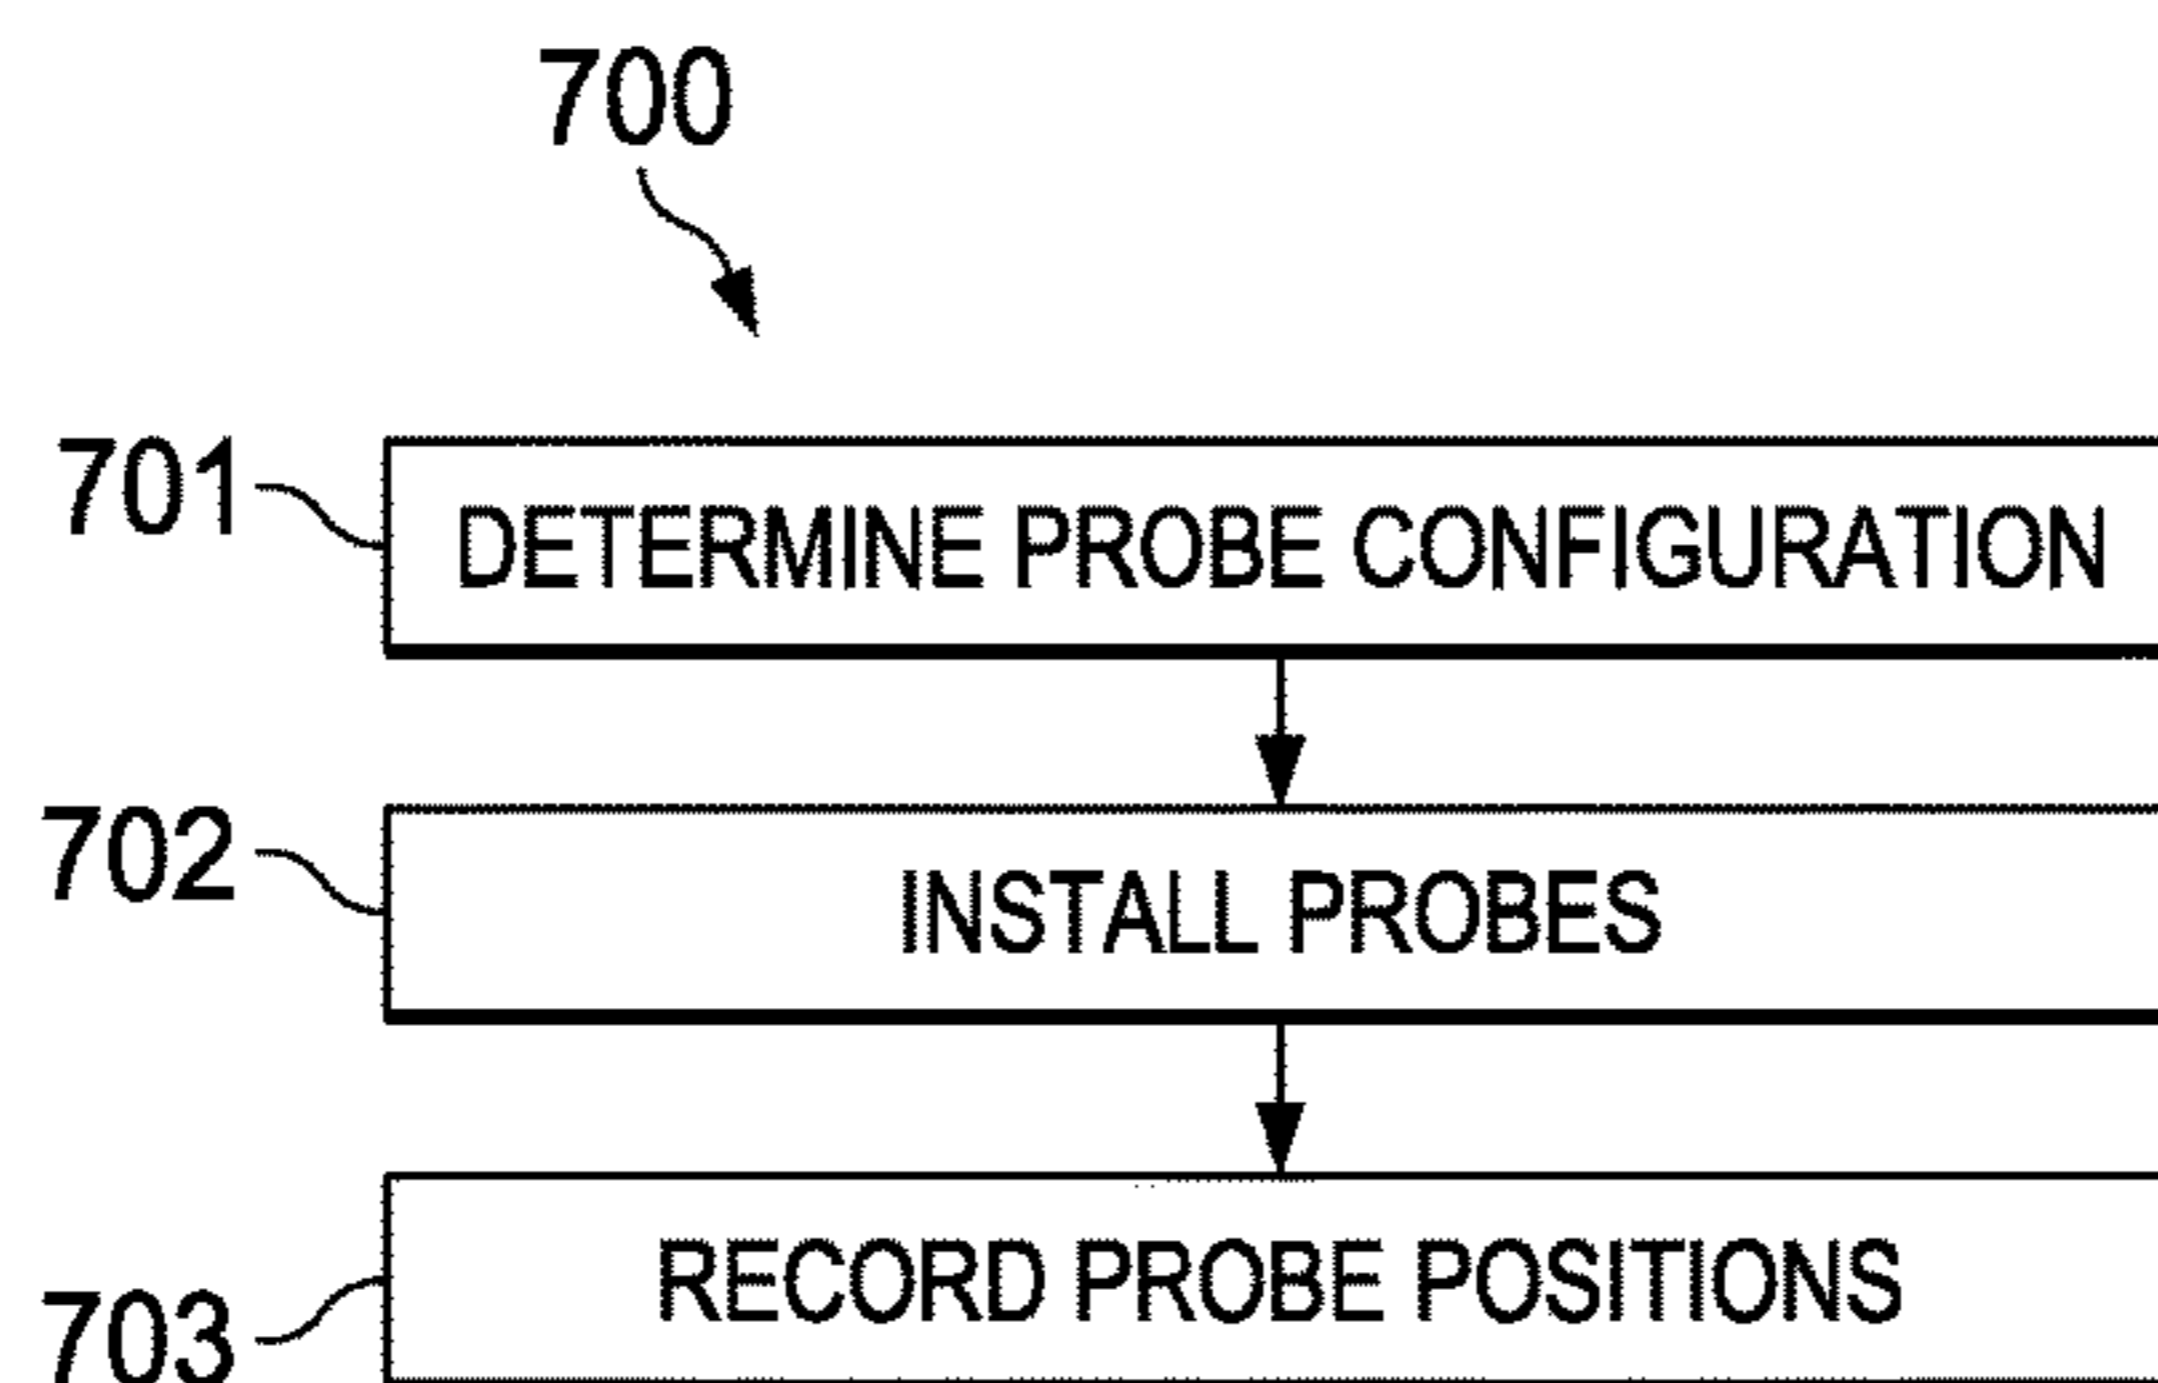 700
701 DETERMINE PROBE CONFIGURATION
702 INSTALL PROBES
703 RECORD PROBE POSITIONS